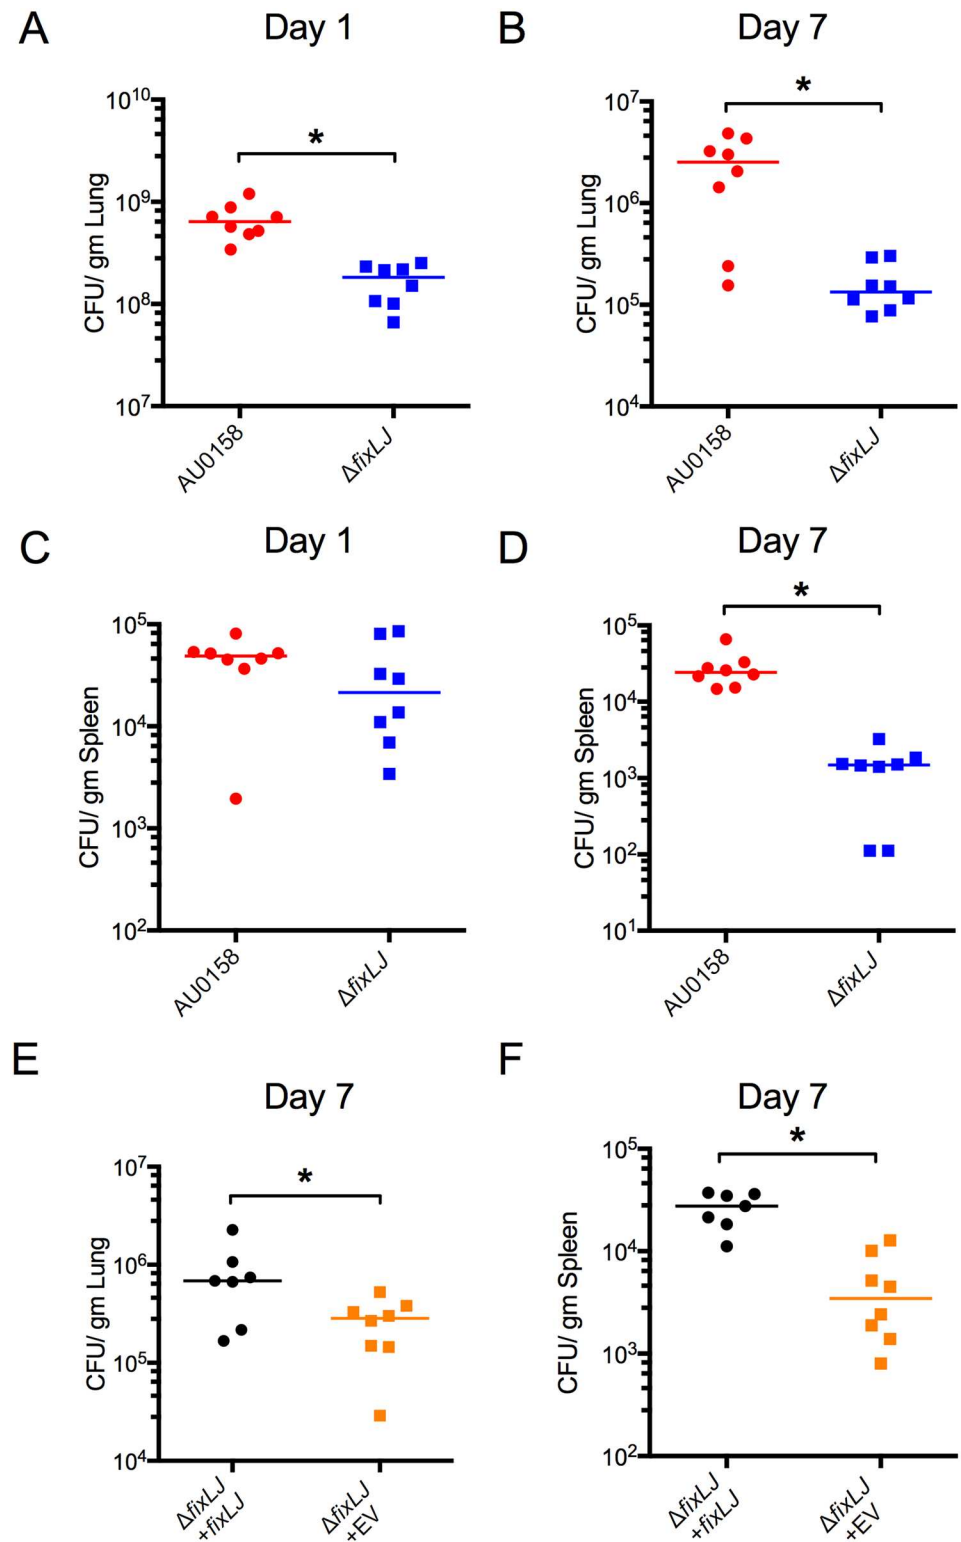 A
Day 1
B
Day 7
*
*
CFU/ gm Lung
10^10
10^9
10^8
10^7
AU0158
ΔfixLJ
CFU/ gm Lung
10^7
10^6
10^5
10^4
AU0158
ΔfixLJ
C
Day 1
D
Day 7
*
CFU/ gm Spleen
10^5
10^4
10^3
10^2
AU0158
ΔfixLJ
CFU/ gm Spleen
10^5
10^4
10^3
10^2
10^1
AU0158
ΔfixLJ
E
Day 7
F
Day 7
*
*
CFU/ gm Lung
10^7
10^6
10^5
10^4
ΔfixLJ
+fixLJ
ΔfixLJ
+EV
CFU/ gm Spleen
10^5
10^4
10^3
10^2
ΔfixLJ
+fixLJ
ΔfixLJ
+EV